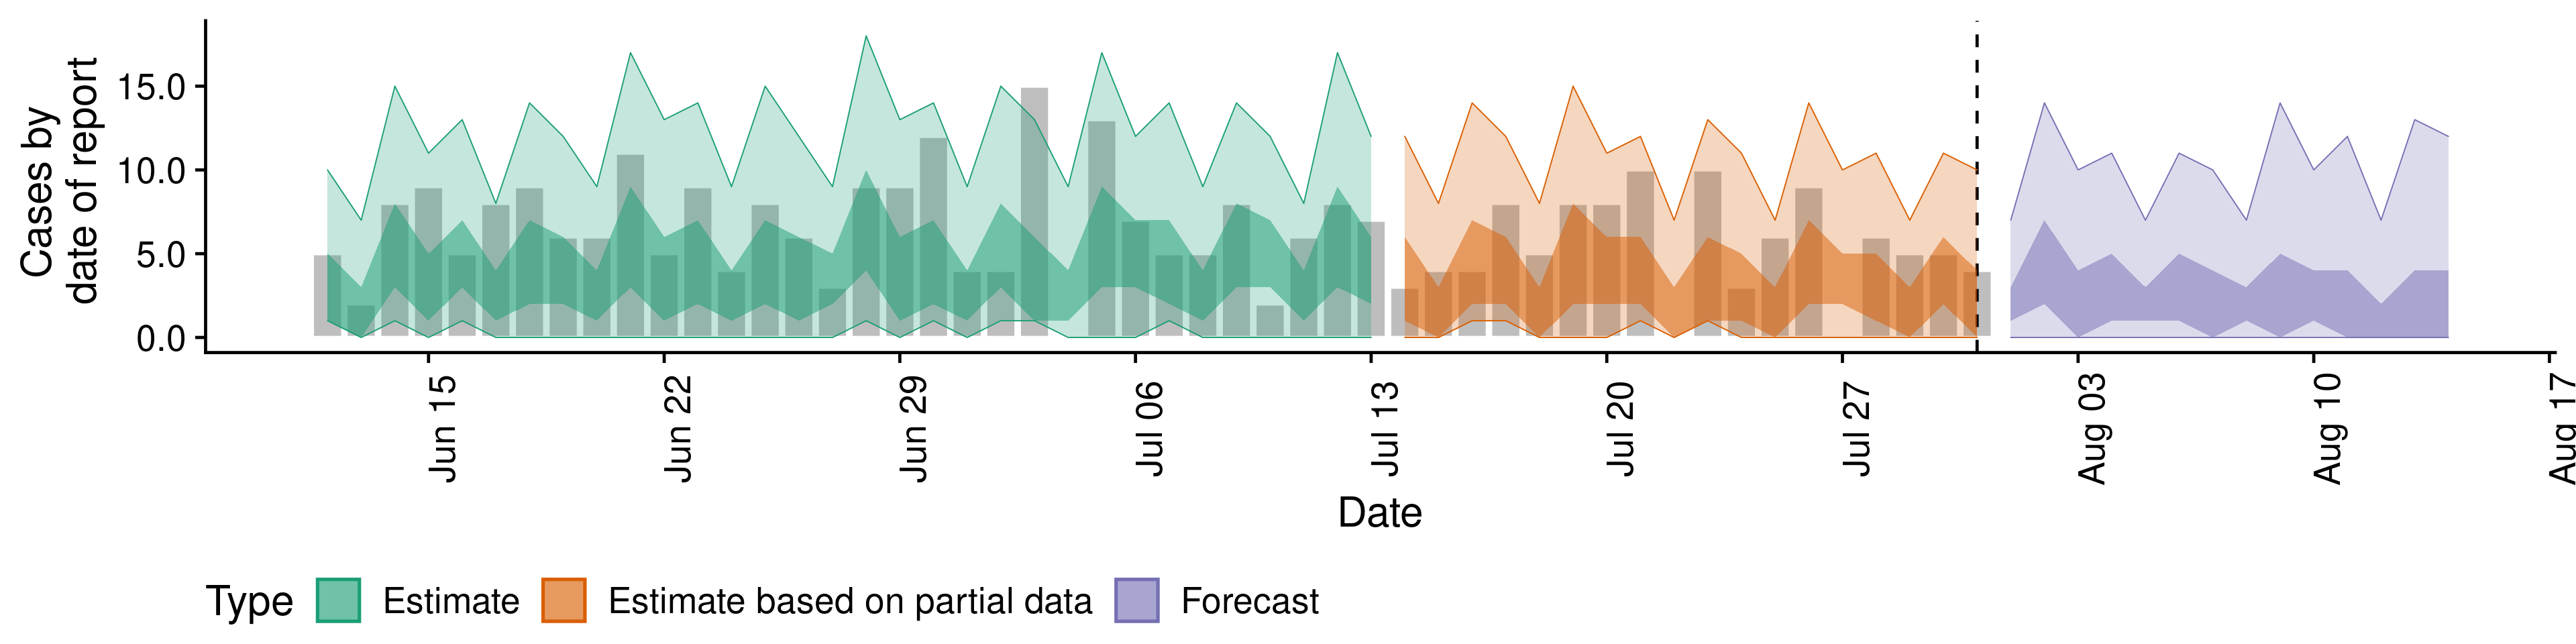 Cases by
date of report
15.0
10.0
5.0
0.0
Jun 15
Jun 22
Jun 29
Jul 06
Jul 13
Jul 20
Jul 27
Aug 03
Aug 10
Aug 17
Date
Type Estimate Estimate based on partial data Forecast